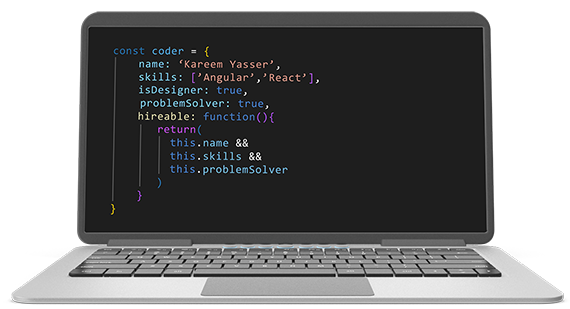 const coder = {
name: ‘Kareem Yasser’,
skills: [’Angular’,’React’],
isDesigner: true,
problemSolver: true,
hireable: function(){
return(
this.name &&
this.skills &&
this.problemSolver
)
}
}